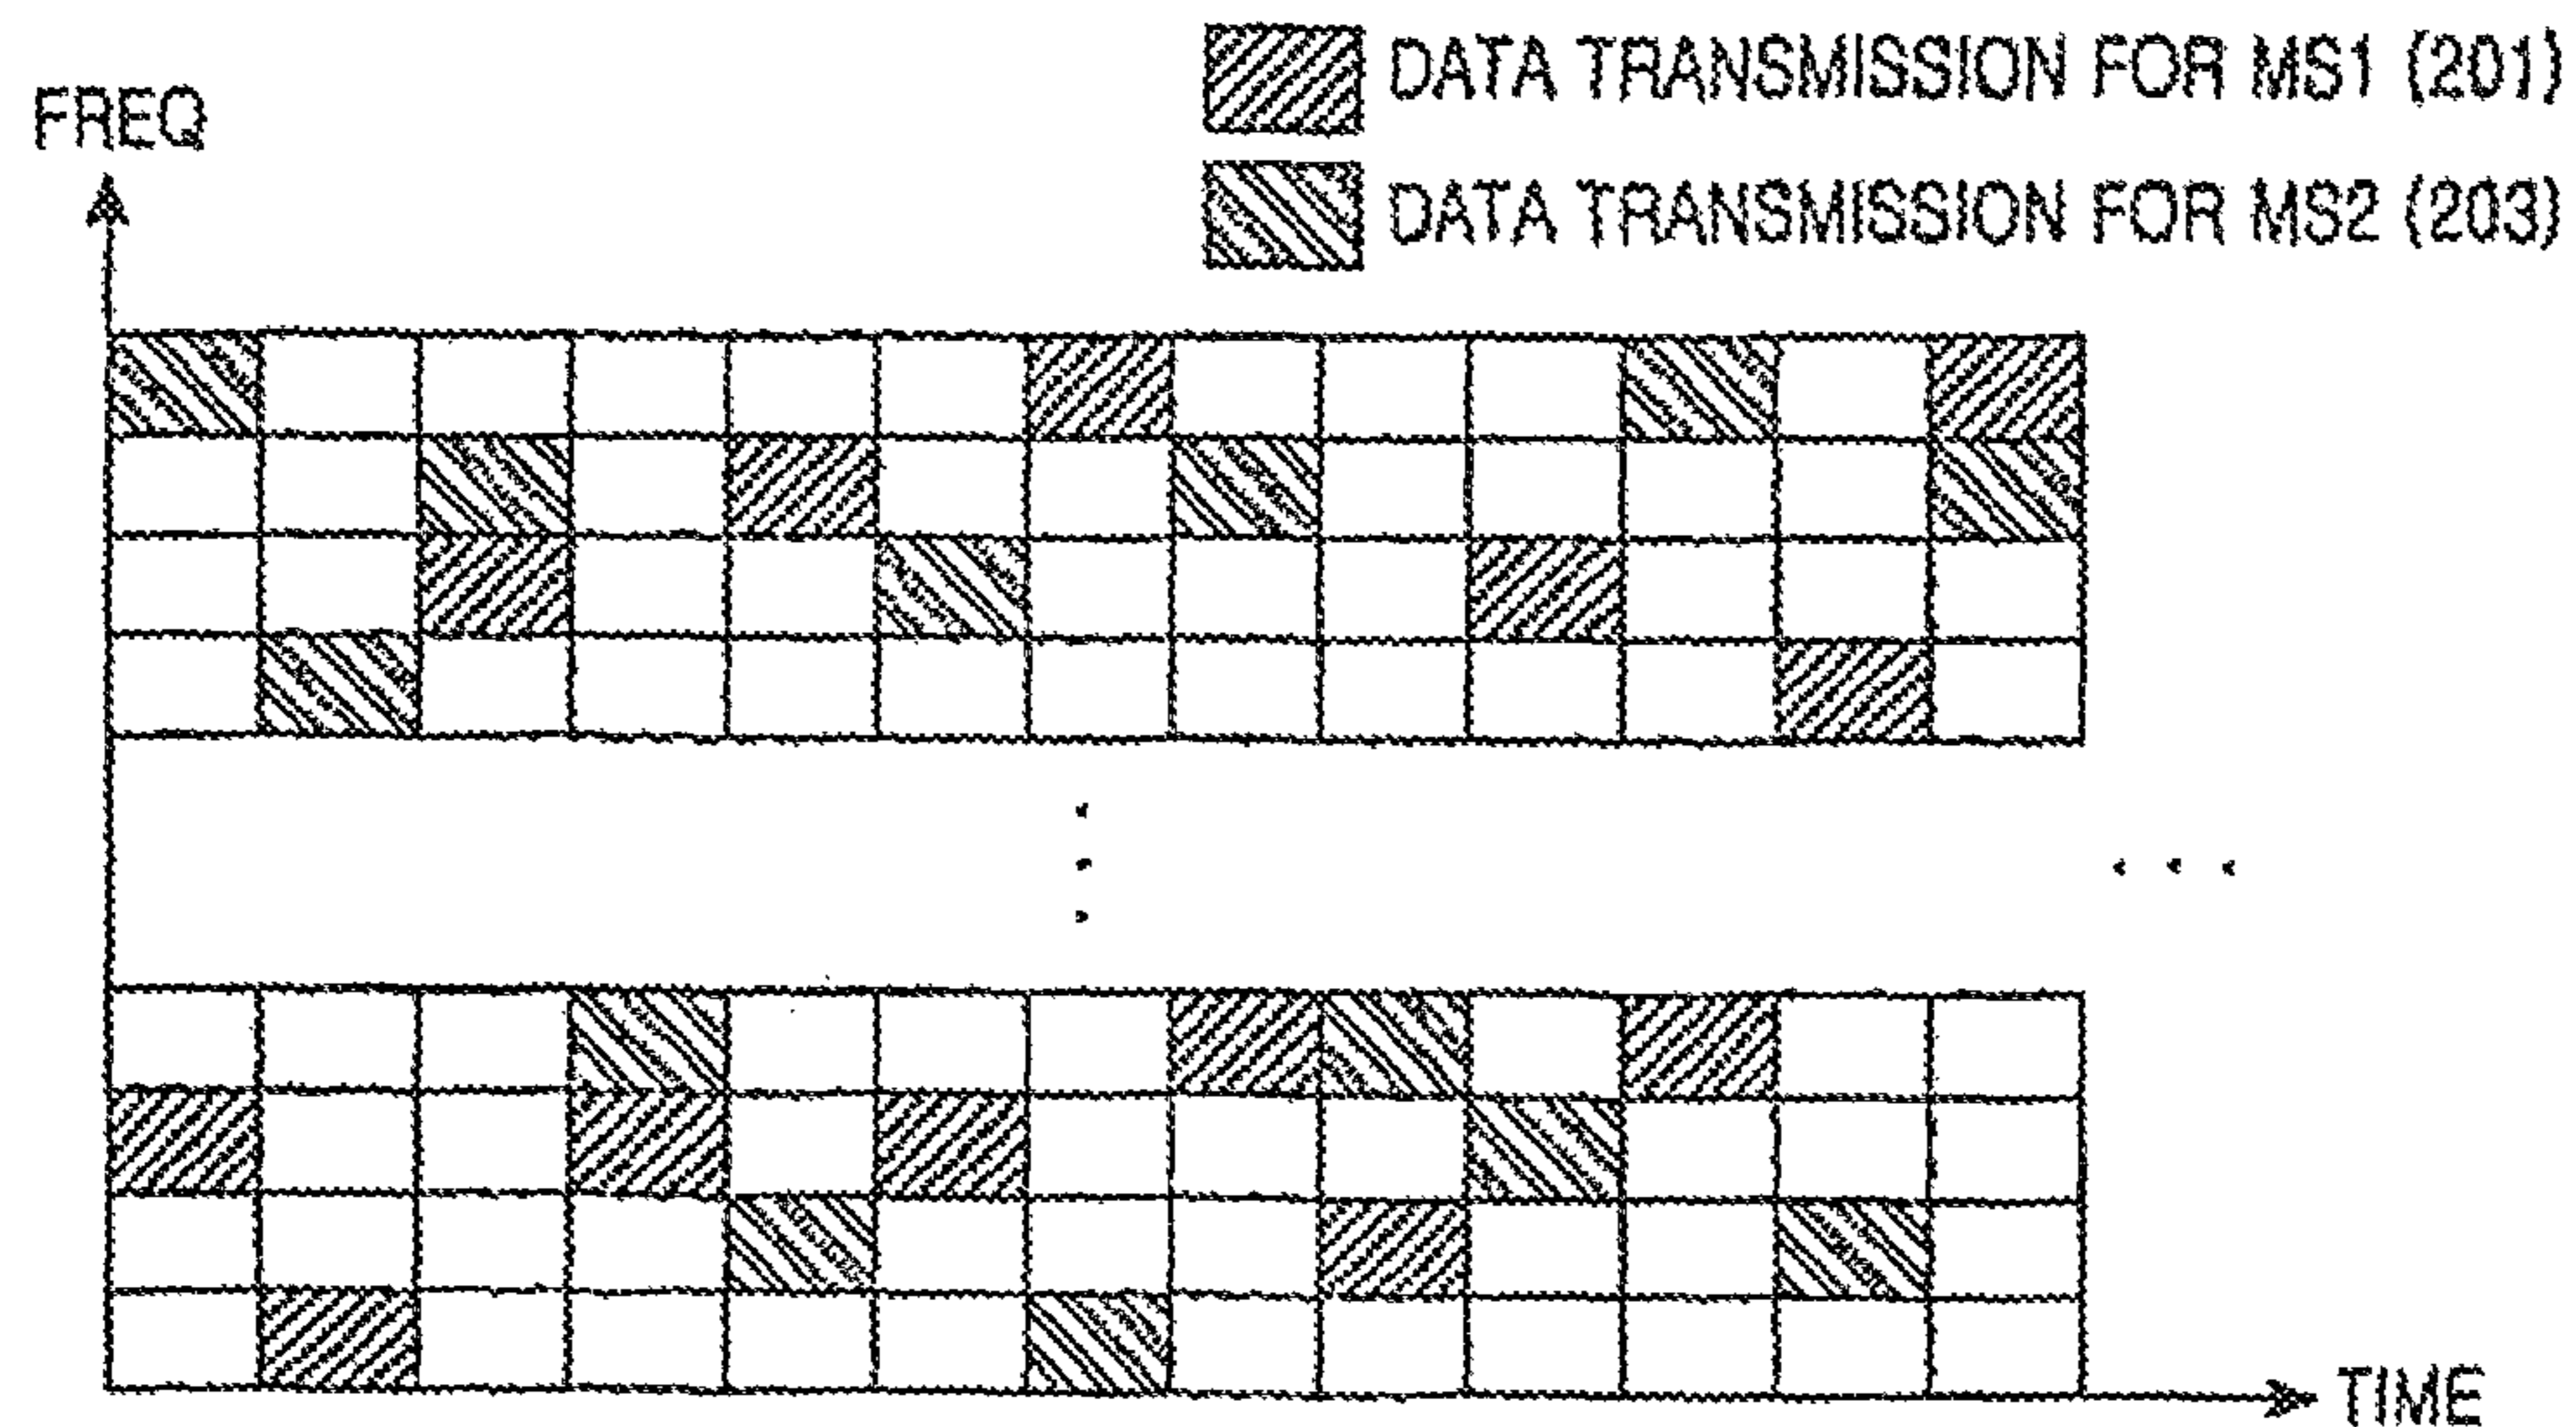 DATA TRANSMISSION FOR MS1 (201)
FREQ
DATA TRANSMISSION FOR MS2 (203)
TIME